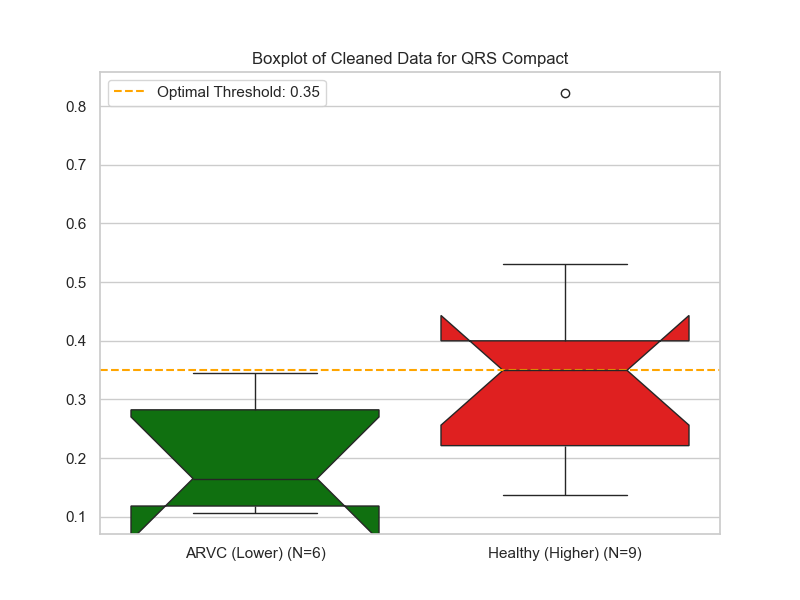 Boxplot of Cleaned Data for QRS Compact
Optimal Threshold: 0.35
0.8
0.7
0.6
0.5
0.4
0.3
0.2
0.1
ARVC (Lower) (N=6)
Healthy (Higher) (N=9)